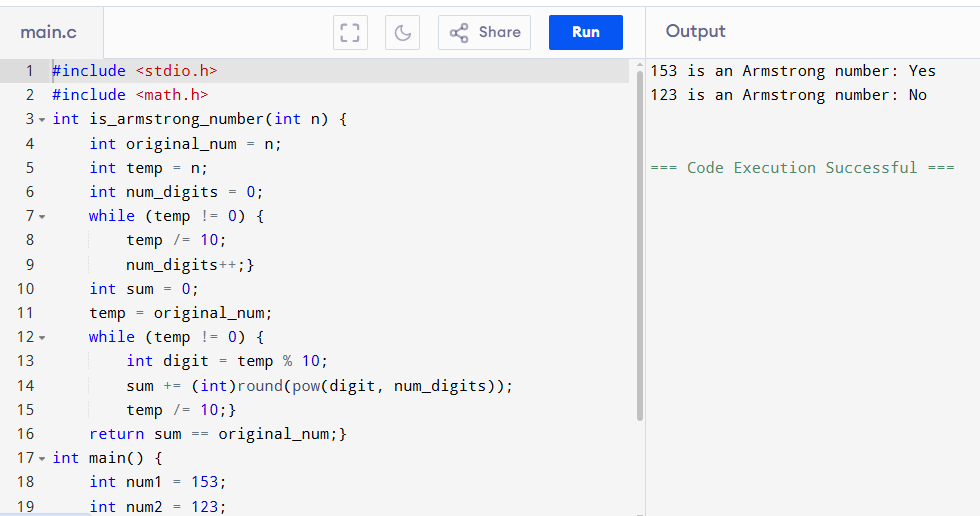 main.c
Share
Run
Output
1 #include <stdio.h>
2 #include <math.h>
3 int is_armstrong_number(int n) {
4     int original_num = n;
5     int temp = n;
6     int num_digits = 0;
7     while (temp != 0) {
8         temp /= 10;
9         num_digits++;}
10     int sum = 0;
11     temp = original_num;
12     while (temp != 0) {
13         int digit = temp % 10;
14         sum += (int)round(pow(digit, num_digits));
15         temp /= 10;}
16     return sum == original_num;}
17 int main() {
18     int num1 = 153;
19     int num2 = 123;
153 is an Armstrong number: Yes
123 is an Armstrong number: No
=== Code Execution Successful ===